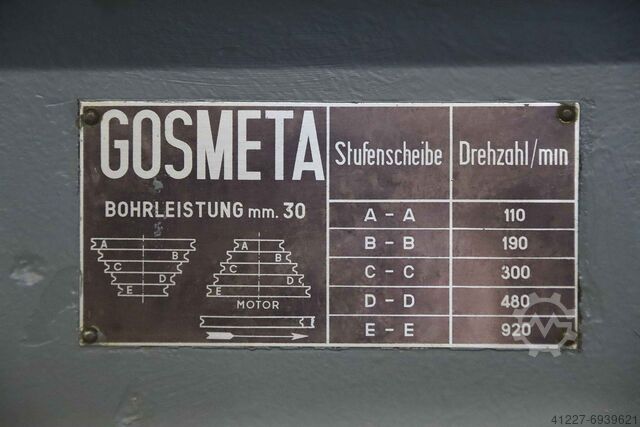 GOSMETA
BOHRLEISTUNG mm. 30
A
B
C
D
E
A
B
C
D
E
MOTOR
Stufenscheibe Drehzahl/min
A - A 110
B - B 190
C - C 300
D - D 480
E - E 920
41227-6939621